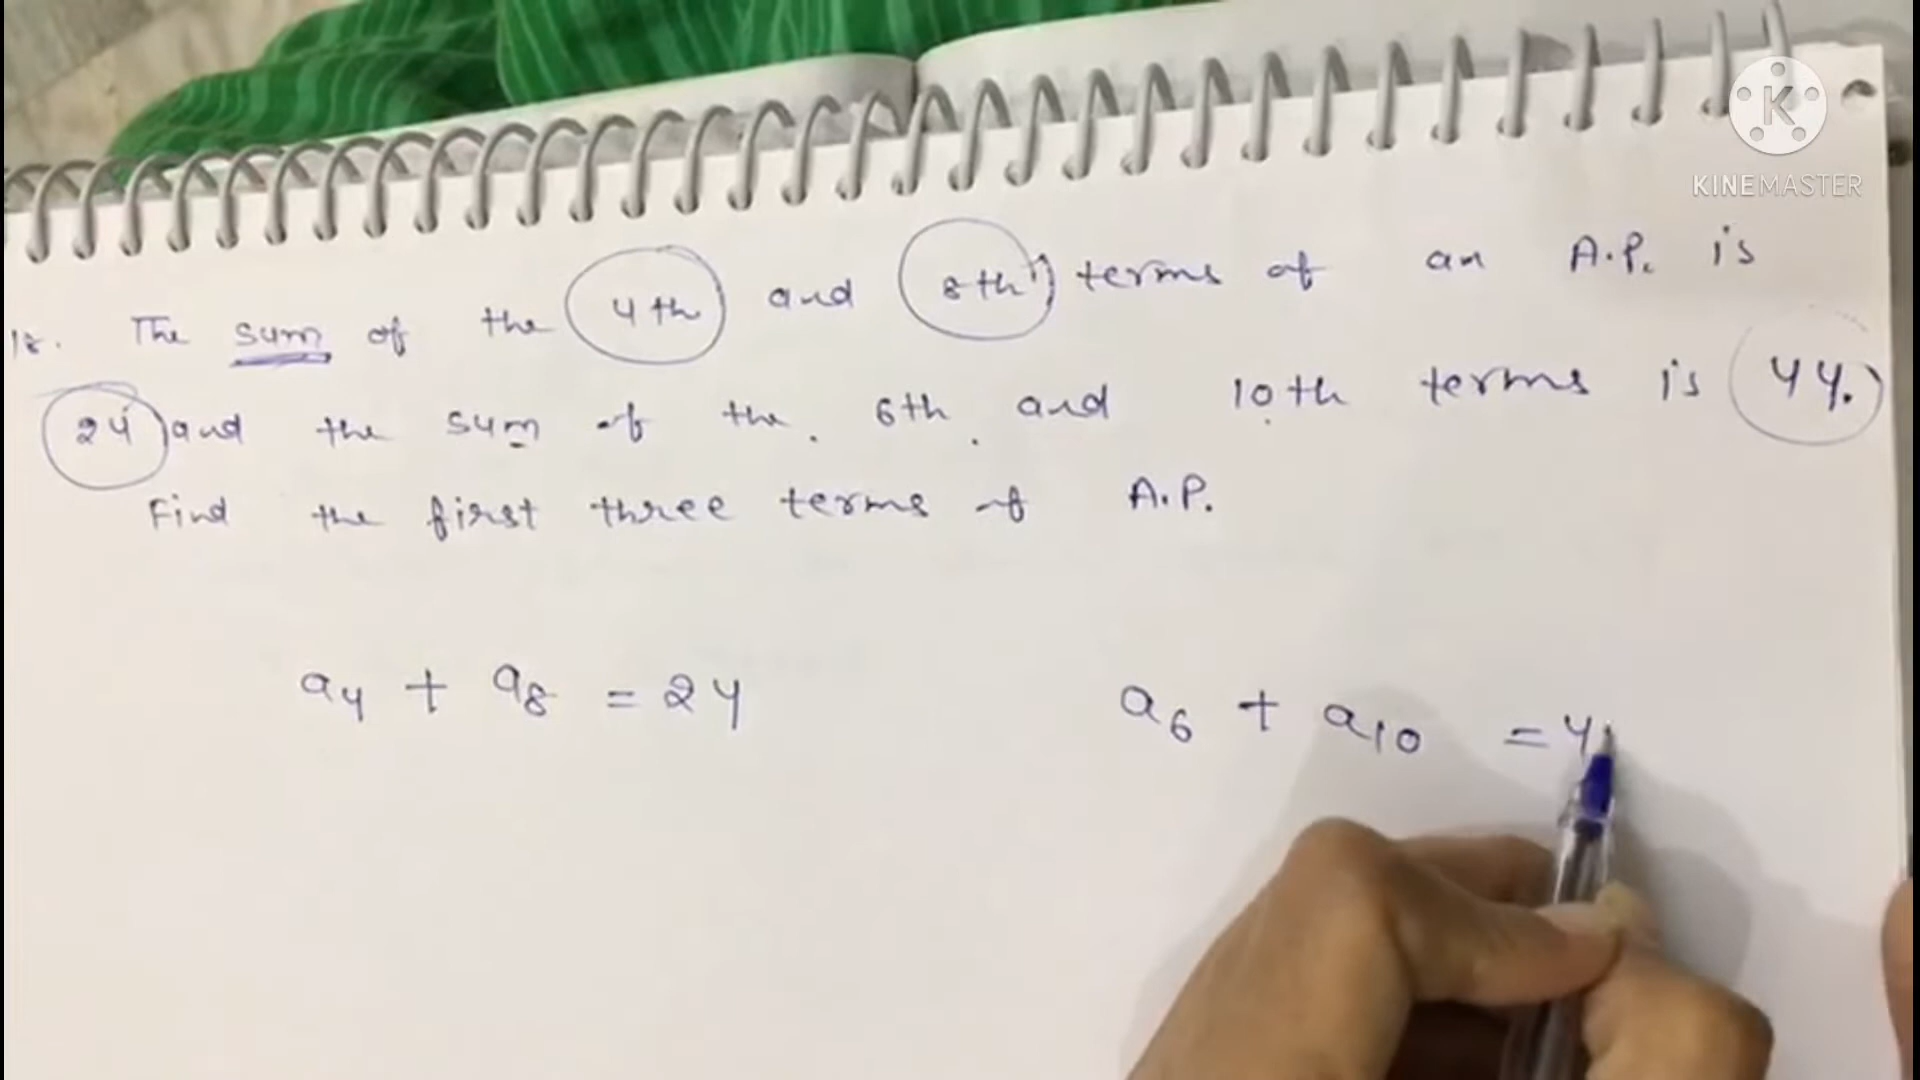 KINEMASTER
18. The sum of the 4th and 8th terms of an A.P. is
24 and the sum of the 6th and 10th terms is 44.
Find the first three terms of A.P.
a4 + a8 = 24
a6 + a10 = 4